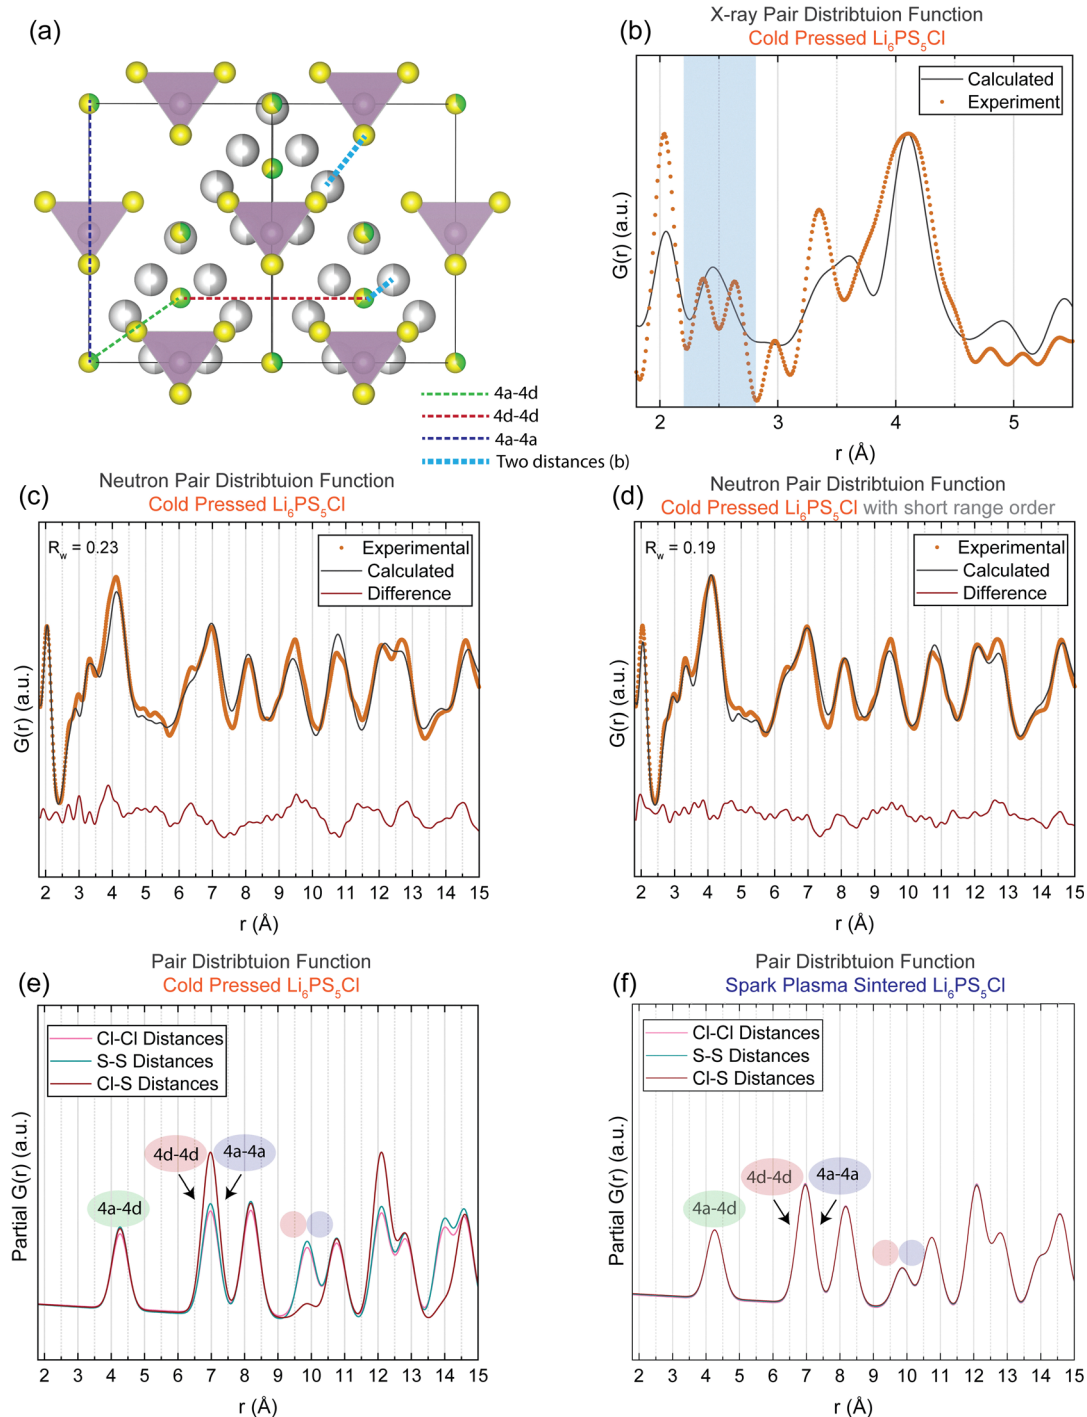 (a)
4a-4d
4d-4d
4a-4a
Two distances (b)
(b)
X-ray Pair Distribtuion Function
Cold Pressed Li₆PS₅Cl
Calculated
Experiment
G(r) (a.u.)
2 3 4 5
r (Å)
(c)
Neutron Pair Distribtuion Function
Cold Pressed Li₆PS₅Cl
R_w = 0.23
Experimental
Calculated
Difference
G(r) (a.u.)
2 3 4 5 6 7 8 9 10 11 12 13 14 15
r (Å)
(d)
Neutron Pair Distribtuion Function
Cold Pressed Li₆PS₅Cl with short range order
R_w = 0.19
Experimental
Calculated
Difference
G(r) (a.u.)
2 3 4 5 6 7 8 9 10 11 12 13 14 15
r (Å)
(e)
Pair Distribtuion Function
Cold Pressed Li₆PS₅Cl
Cl-Cl Distances
S-S Distances
Cl-S Distances
4d-4d 4a-4a
4a-4d
Partial G(r) (a.u.)
2 3 4 5 6 7 8 9 10 11 12 13 14 15
r (Å)
(f)
Pair Distribtuion Function
Spark Plasma Sintered Li₆PS₅Cl
Cl-Cl Distances
S-S Distances
Cl-S Distances
4d-4d 4a-4a
4a-4d
Partial G(r) (a.u.)
2 3 4 5 6 7 8 9 10 11 12 13 14 15
r (Å)